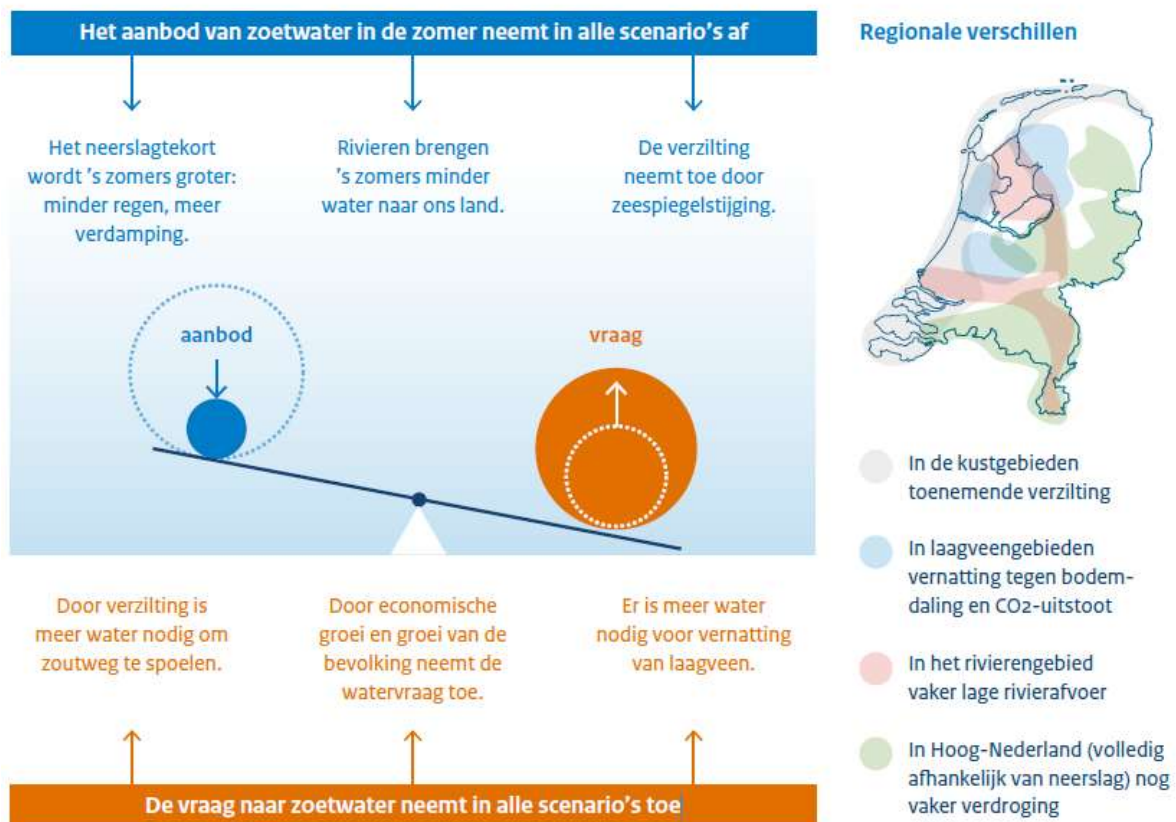 Het aanbod van zoetwater in de zomer neemt in alle scenario's af
Het neerslagtekort
wordt 's zomers groter:
minder regen, meer
verdamping.
Rivieren brengen
's zomers minder
water naar ons land.
De verzilting
neemt toe door
zeespiegelstijging.
aanbod
vraag
Door verzilting is
meer water nodig om
zoutweg te spoelen.
Door economische
groei en groei van de
bevolking neemt de
watervraag toe.
Er is meer water
nodig voor vernatting
van laagveen.
De vraag naar zoetwater neemt in alle scenario's toe
Regionale verschillen
In de kustgebieden
toenemende verzilting
In laagveengebieden
vernatting tegen bodem-
daling en CO2-uitstoot
In het rivierengebied
vaker lage rivierafvoer
In Hoog-Nederland (volledig
afhankelijk van neerslag) nog
vaker verdroging